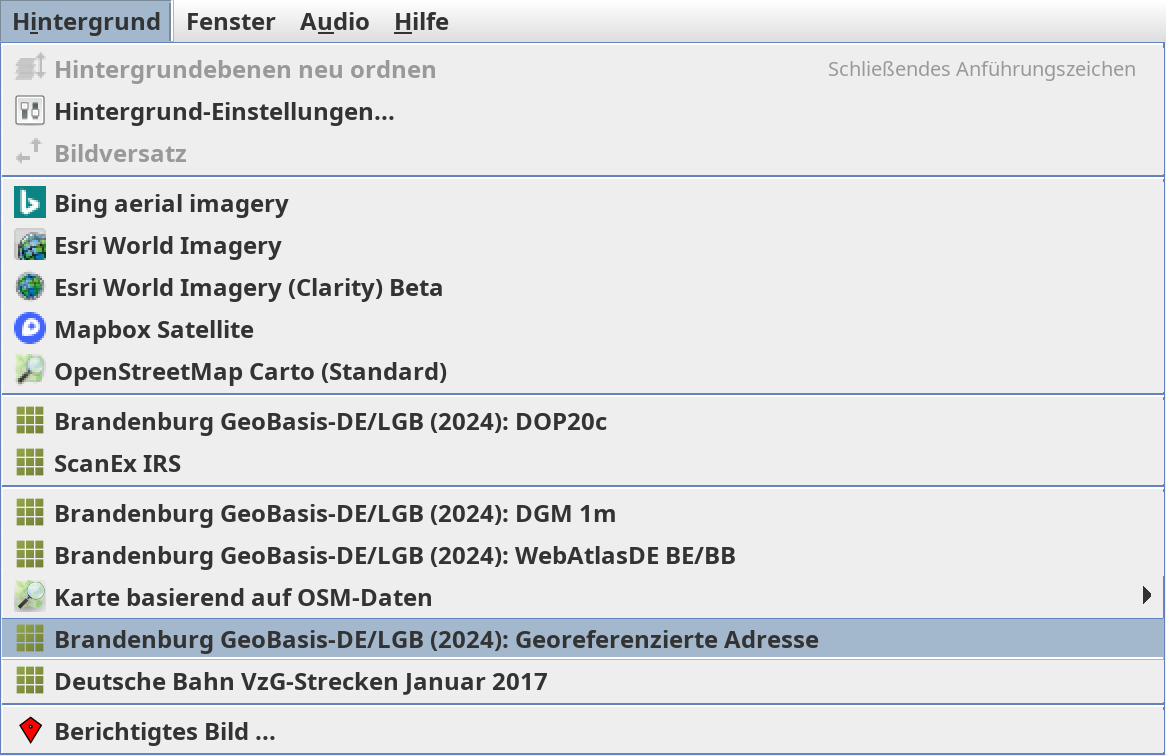 Hintergrund Fenster Audio Hilfe
Hintergrundebenen neu ordnen Schließendes Anführungszeichen
Hintergrund-Einstellungen...
Bildversatz
Bing aerial imagery
Esri World Imagery
Esri World Imagery (Clarity) Beta
Mapbox Satellite
OpenStreetMap Carto (Standard)
Brandenburg GeoBasis-DE/LGB (2024): DOP20c
ScanEx IRS
Brandenburg GeoBasis-DE/LGB (2024): DGM 1m
Brandenburg GeoBasis-DE/LGB (2024): WebAtlasDE BE/BB
Karte basierend auf OSM-Daten
Brandenburg GeoBasis-DE/LGB (2024): Georeferenzierte Adresse
Deutsche Bahn VzG-Strecken Januar 2017
Berichtigtes Bild ...